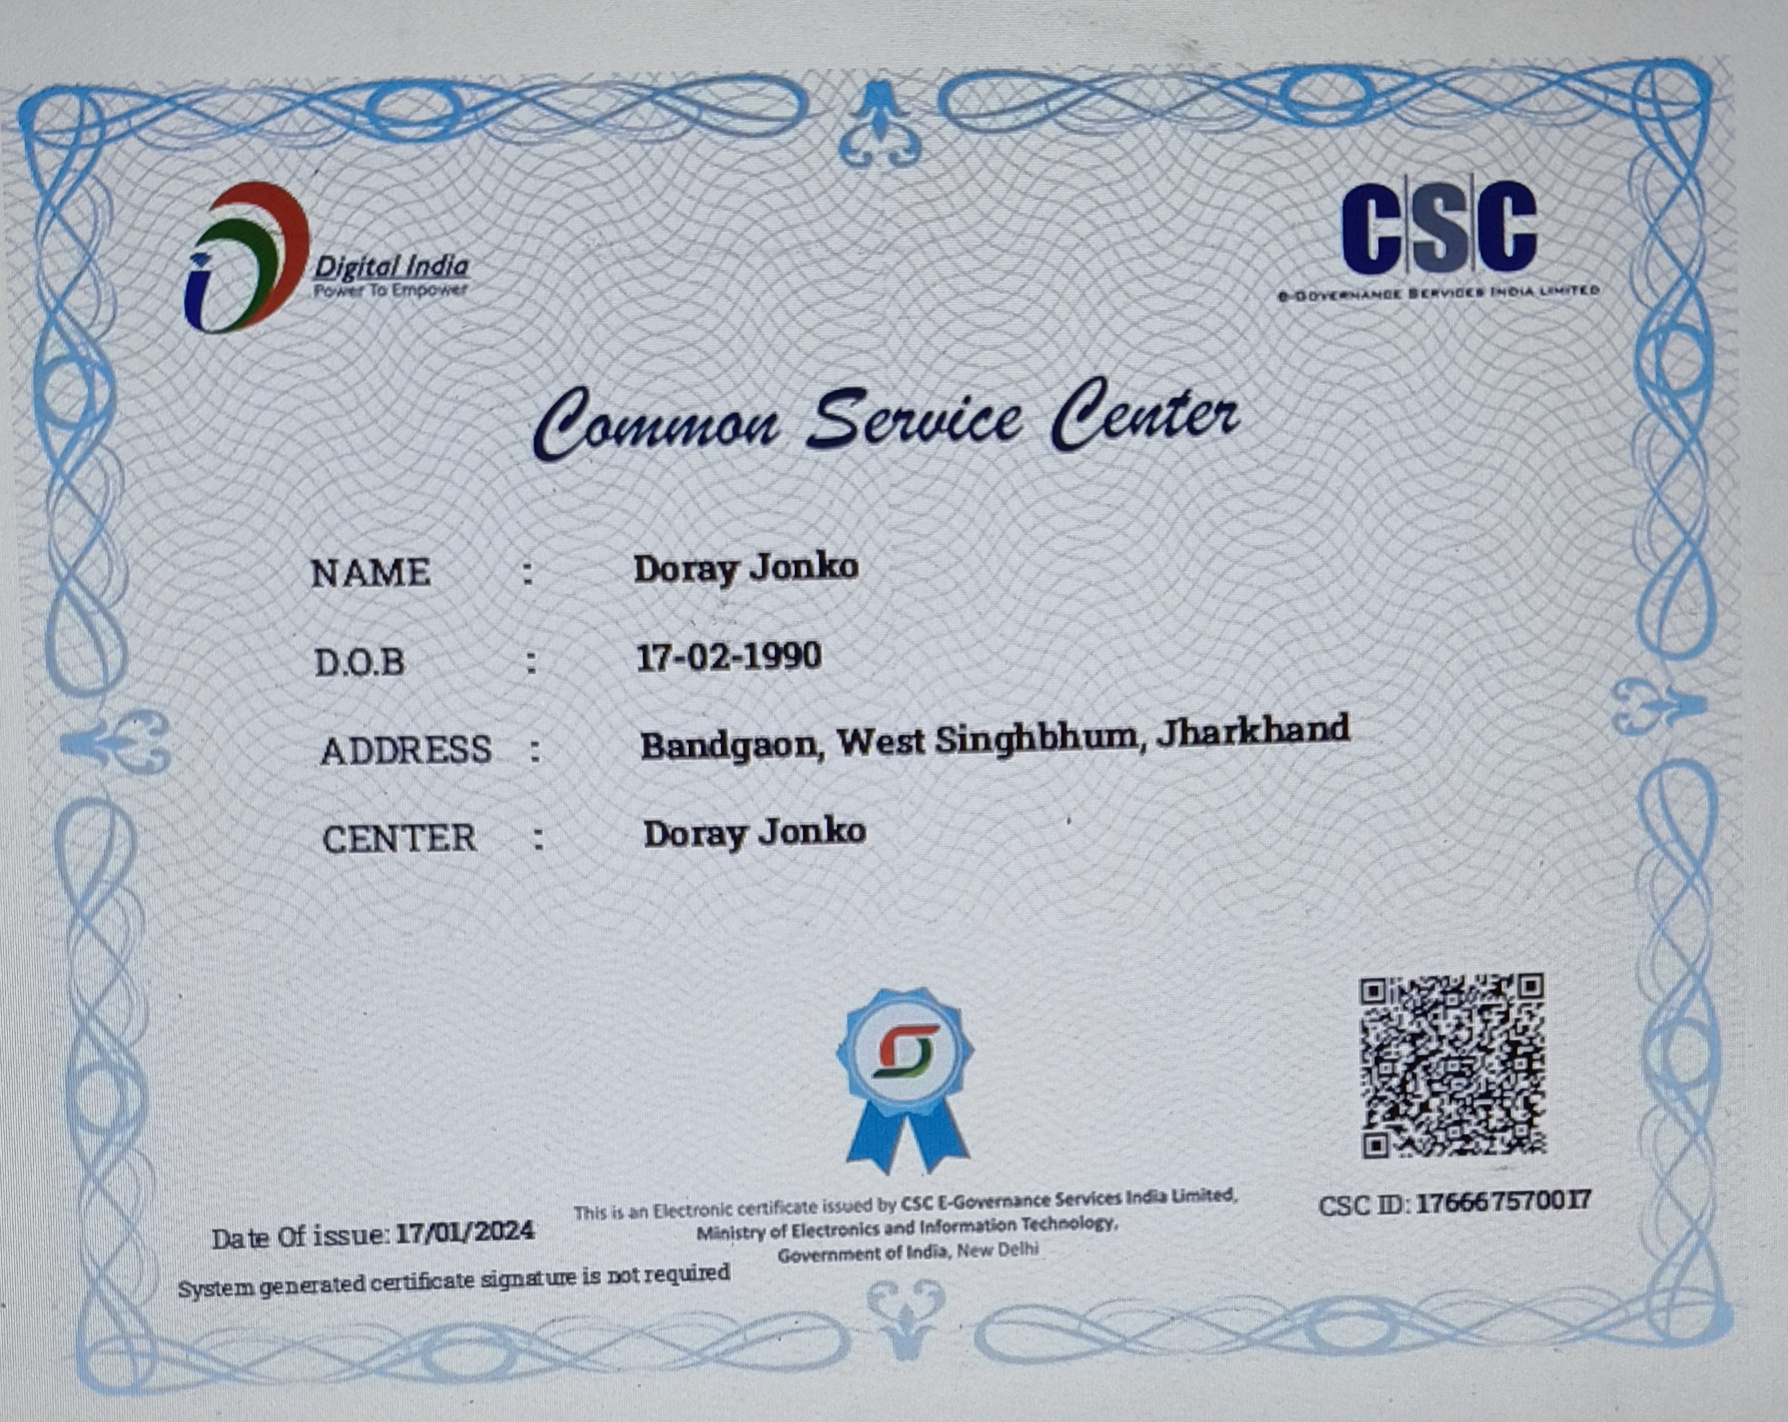 Digital India
Power To Empower
CSC
e-Governance Services India Limited
Common Service Center
NAME : Doray Jonko
D.O.B : 17-02-1990
ADDRESS : Bandgaon, West Singhbhum, Jharkhand
CENTER : Doray Jonko
This is an Electronic certificate issued by CSC E-Governance Services India Limited,
Ministry of Electronics and Information Technology,
Government of India, New Delhi
CSC ID: 176667570017
Date Of issue: 17/01/2024
System generated certificate signature is not required